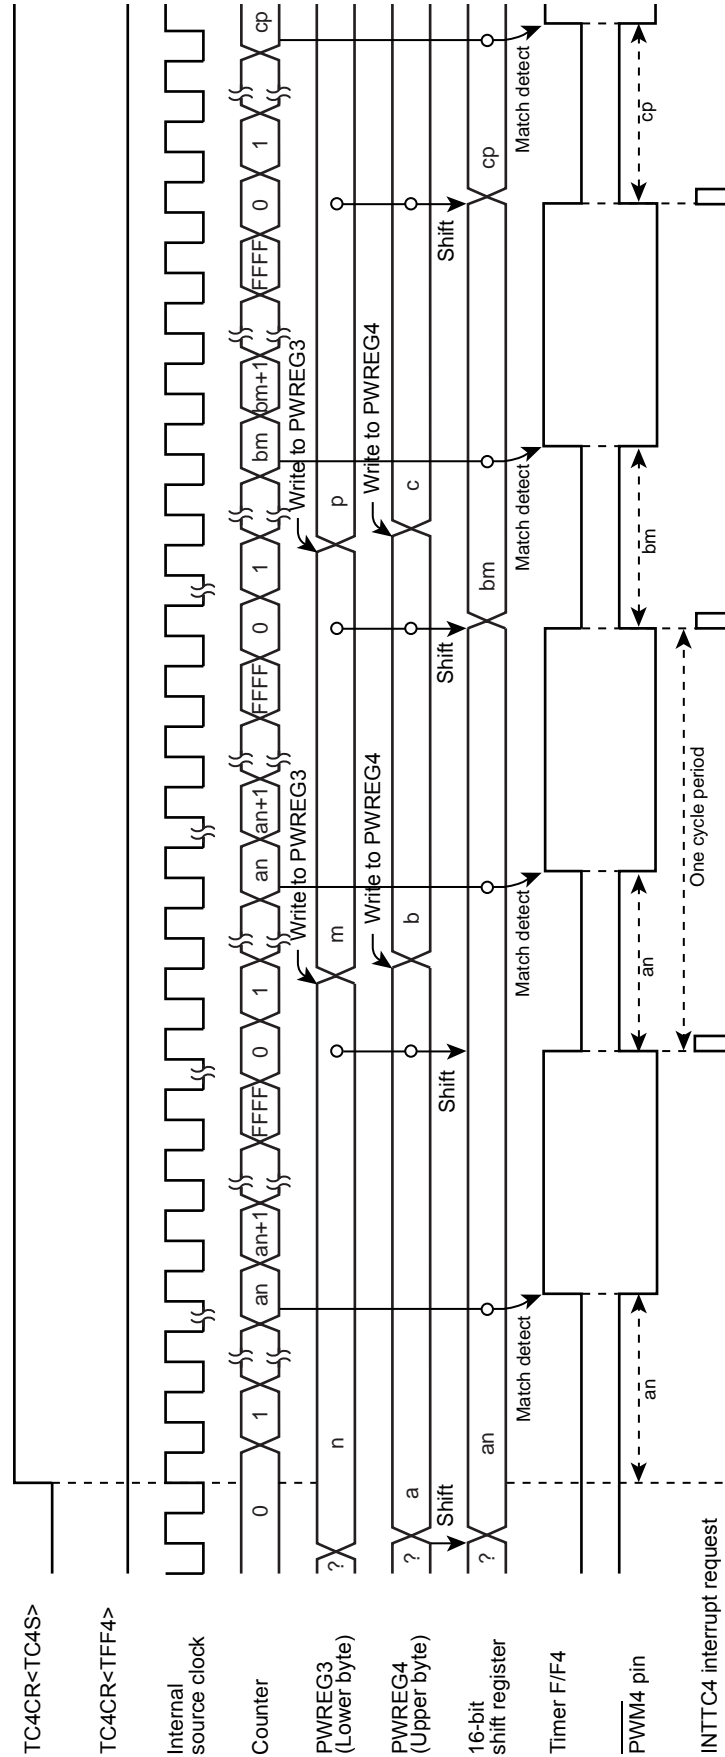 TC4CR<TC4S>
TC4CR<TFF4>
Internal
source clock
Counter
0
1
an
an+1
FFFF
0
1
an
an+1
FFFF
0
1
bm
bm+1
FFFF
0
1
cp
Write to PWREG3
Write to PWREG3
PWREG3
(Lower byte)
?
n
m
p
Write to PWREG4
Write to PWREG4
PWREG4
(Upper byte)
?
a
b
c
Shift
Shift
Shift
Shift
16-bit
shift register
?
an
bm
cp
Match detect
Match detect
Match detect
Match detect
Timer F/F4
PWM4 pin
an
an
bm
cp
One cycle period
INTTC4 interrupt request